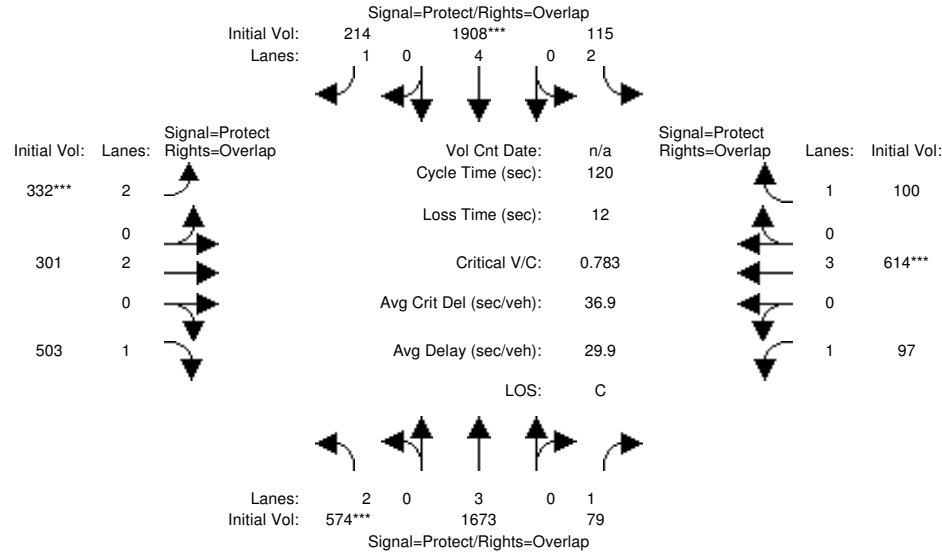 Signal=Protect/Rights=Overlap
Initial Vol: 214 1908*** 115
Lanes: 1 0 4 0 2
Signal=Protect Signal=Protect
Initial Vol: Lanes: Rights=Overlap Vol Cnt Date: n/a Rights=Overlap Lanes: Initial Vol:
Cycle Time (sec): 120
332*** 2 1 100
Loss Time (sec): 12
0 0
301 2 Critical V/C: 0.783 3 614***
0 Avg Crit Del (sec/veh): 36.9 0
503 1 Avg Delay (sec/veh): 29.9 1 97
LOS: C
Lanes: 2 0 3 0 1
Initial Vol: 574*** 1673 79
Signal=Protect/Rights=Overlap